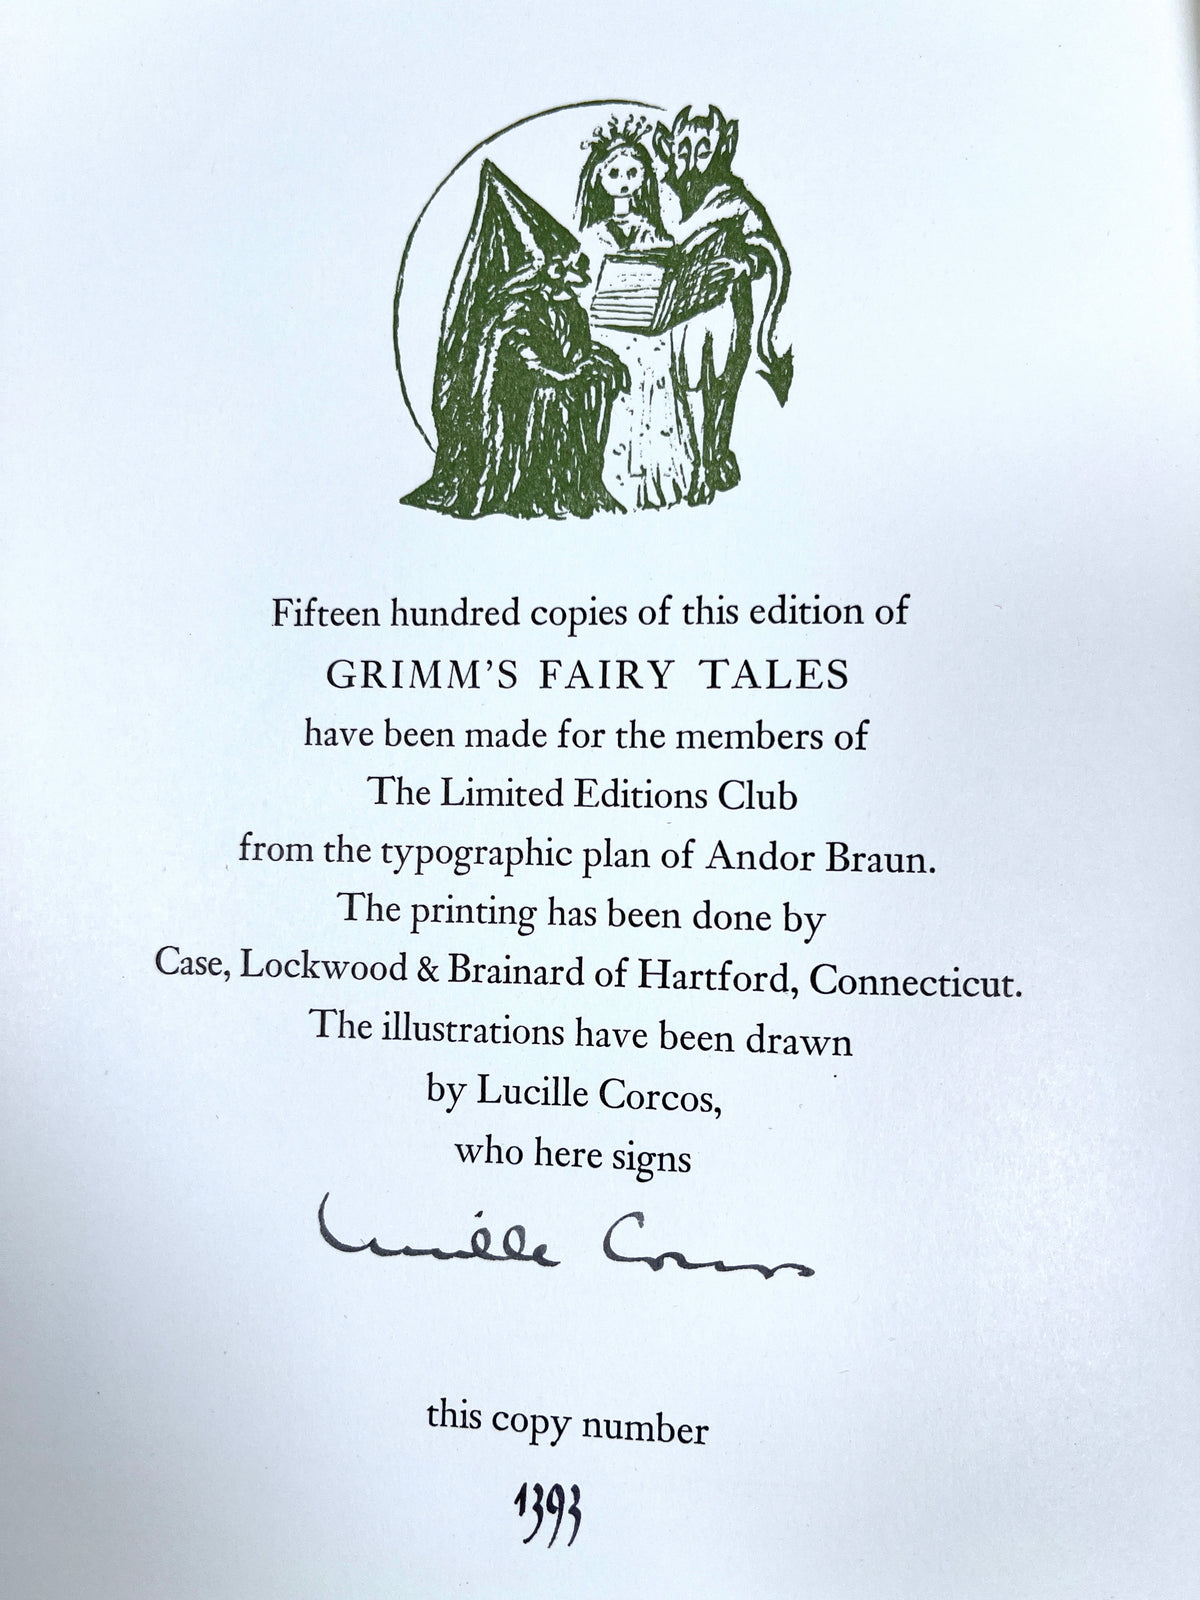 Fifteen hundred copies of this edition of
GRIMM'S FAIRY TALES
have been made for the members of
The Limited Editions Club
from the typographic plan of Andor Braun.
The printing has been done by
Case, Lockwood & Brainard of Hartford, Connecticut.
The illustrations have been drawn
by Lucille Corcos,
who here signs
Lucille Corcos
this copy number
1393